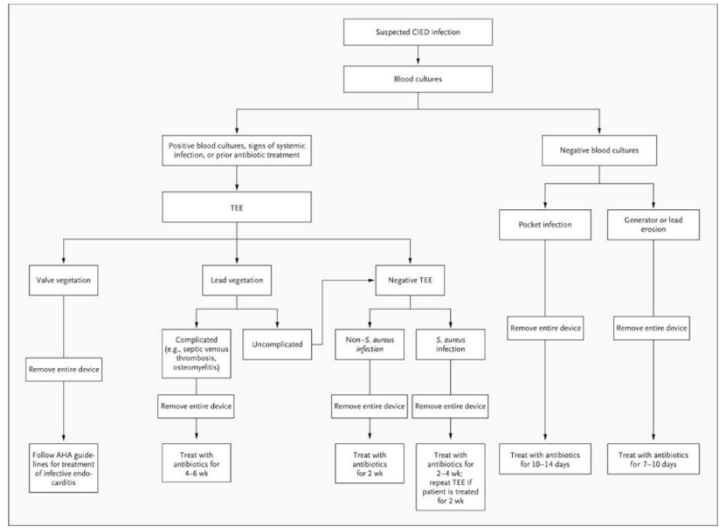 Suspected CIED infection
Blood cultures
Positive blood cultures, signs of systemic
infection, or prior antibiotic treatment
Negative blood cultures
TEE
Pocket infection
Generator or lead
erosion
Valve vegetation
Lead vegetation
Negative TEE
Complicated
(e.g., septic venous
thrombosis,
osteomyelitis)
Uncomplicated
Non–S. aureus
infection
S. aureus
infection
Remove entire device
Remove entire device
Remove entire device
Remove entire device
Remove entire device
Remove entire device
Follow AHA guide-
lines for treatment
of infective endo-
carditis
Treat with
antibiotics for
4–6 wk
Treat with
antibiotics
for 2 wk
Treat with
antibiotics for
2–4 wk;
repeat TEE if
patient is treated
for 2 wk
Treat with antibiotics
for 10–14 days
Treat with antibiotics
for 7–10 days